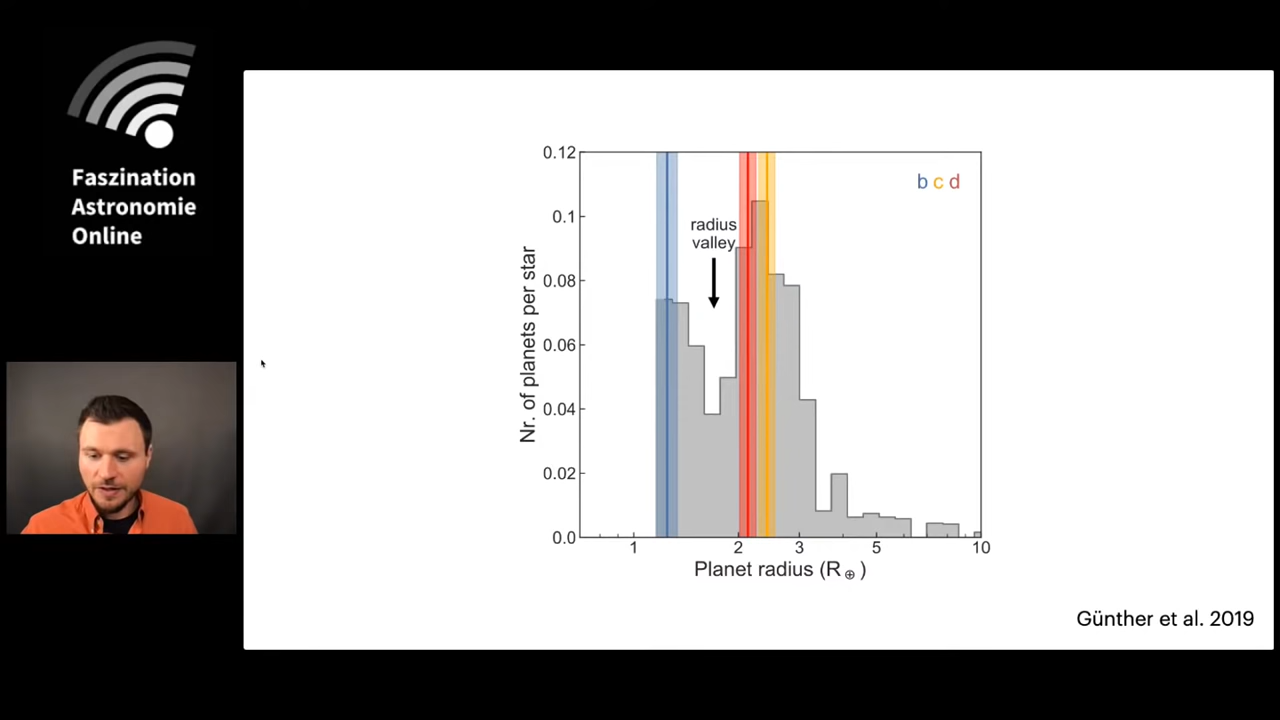 Faszination
Astronomie
Online
0.12
0.1
0.08
0.06
0.04
0.02
0.0
Nr. of planets per star
radius
valley
b c d
1
2
3
5
10
Planet radius (R⊕)
Günther et al. 2019